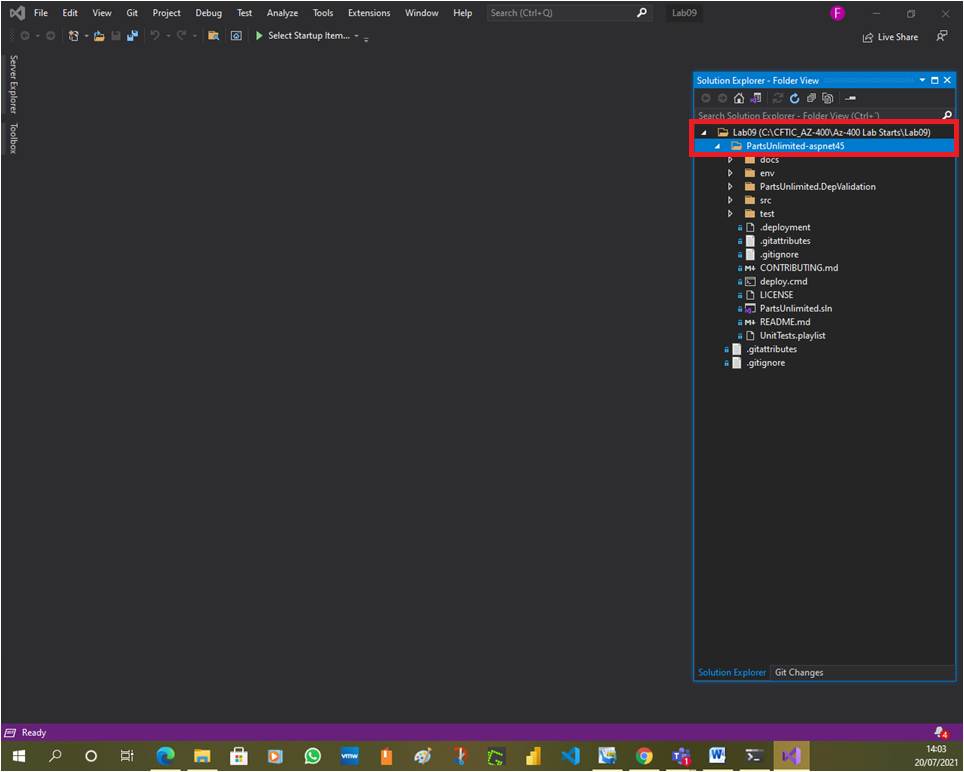 File Edit View Git Project Debug Test Analyze Tools Extensions Window Help Search (Ctrl+Q) Lab09 F
Select Startup Item... Live Share
Server Explorer
Toolbox
Solution Explorer - Folder View
Search Solution Explorer - Folder View (Ctrl+¨)
Lab09 (C:\CFTIC_AZ-400\Az-400 Lab Starts\Lab09)
PartsUnlimited-aspnet45
docs
env
PartsUnlimited.DepValidation
src
test
.deployment
.gitattributes
.gitignore
M+ CONTRIBUTING.md
deploy.cmd
LICENSE
PartsUnlimited.sln
M+ README.md
UnitTests.playlist
.gitattributes
.gitignore
Solution Explorer Git Changes
Ready 4
vmw 1 W
14:03
20/07/2021